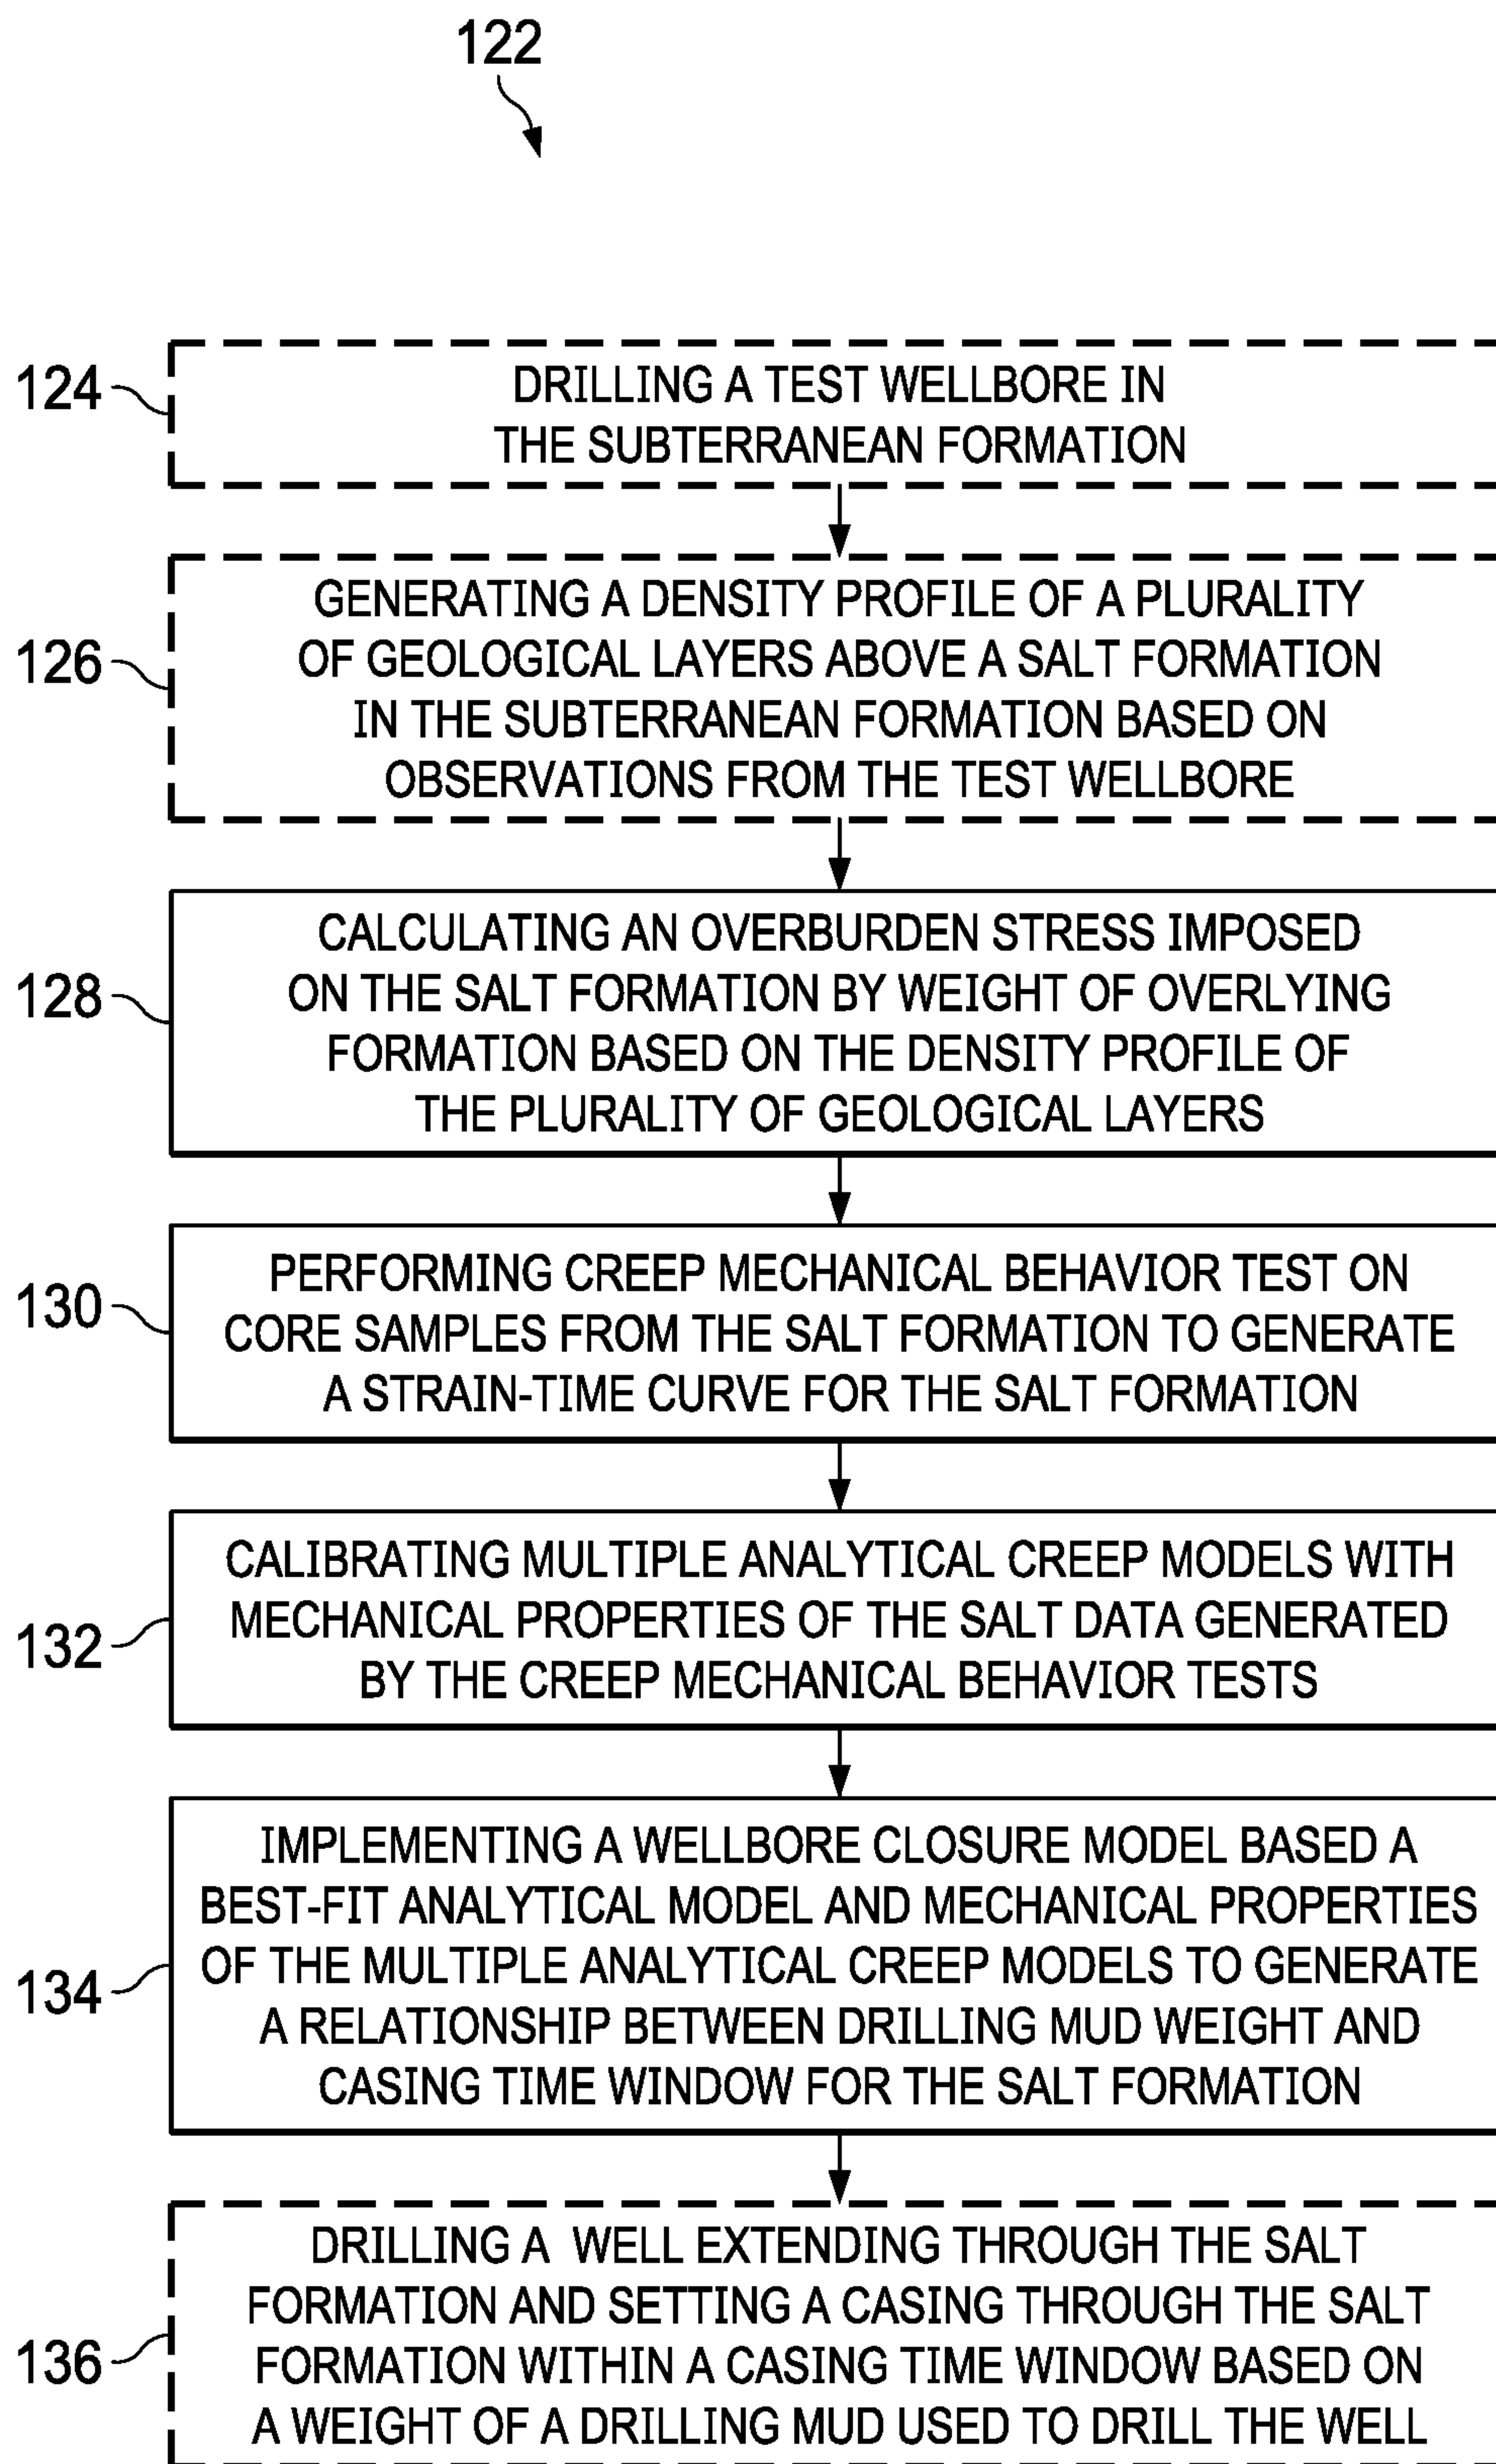 122
124
DRILLING A TEST WELLBORE IN
THE SUBTERRANEAN FORMATION
126
GENERATING A DENSITY PROFILE OF A PLURALITY
OF GEOLOGICAL LAYERS ABOVE A SALT FORMATION
IN THE SUBTERRANEAN FORMATION BASED ON
OBSERVATIONS FROM THE TEST WELLBORE
128
CALCULATING AN OVERBURDEN STRESS IMPOSED
ON THE SALT FORMATION BY WEIGHT OF OVERLYING
FORMATION BASED ON THE DENSITY PROFILE OF
THE PLURALITY OF GEOLOGICAL LAYERS
130
PERFORMING CREEP MECHANICAL BEHAVIOR TEST ON
CORE SAMPLES FROM THE SALT FORMATION TO GENERATE
A STRAIN-TIME CURVE FOR THE SALT FORMATION
132
CALIBRATING MULTIPLE ANALYTICAL CREEP MODELS WITH
MECHANICAL PROPERTIES OF THE SALT DATA GENERATED
BY THE CREEP MECHANICAL BEHAVIOR TESTS
134
IMPLEMENTING A WELLBORE CLOSURE MODEL BASED A
BEST-FIT ANALYTICAL MODEL AND MECHANICAL PROPERTIES
OF THE MULTIPLE ANALYTICAL CREEP MODELS TO GENERATE
A RELATIONSHIP BETWEEN DRILLING MUD WEIGHT AND
CASING TIME WINDOW FOR THE SALT FORMATION
136
DRILLING A WELL EXTENDING THROUGH THE SALT
FORMATION AND SETTING A CASING THROUGH THE SALT
FORMATION WITHIN A CASING TIME WINDOW BASED ON
A WEIGHT OF A DRILLING MUD USED TO DRILL THE WELL